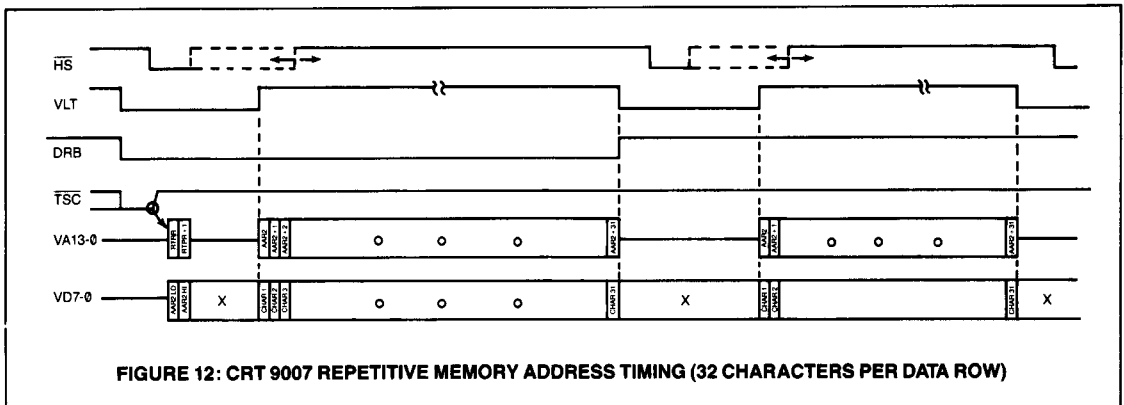 HS
VLT
DRB
TSC
VA13-0 RTPR RTPR + 1 AAR2 AAR2 + 1 AAR2 + 2 AAR2 + 31 AAR2 AAR2 + 1 AAR2 + 31
VD7-0 AAR2 LO AAR2 HI X CHAR 1 CHAR 2 CHAR 3 CHAR 31 X CHAR 1 CHAR 2 CHAR 31 X
FIGURE 12: CRT 9007 REPETITIVE MEMORY ADDRESS TIMING (32 CHARACTERS PER DATA ROW)